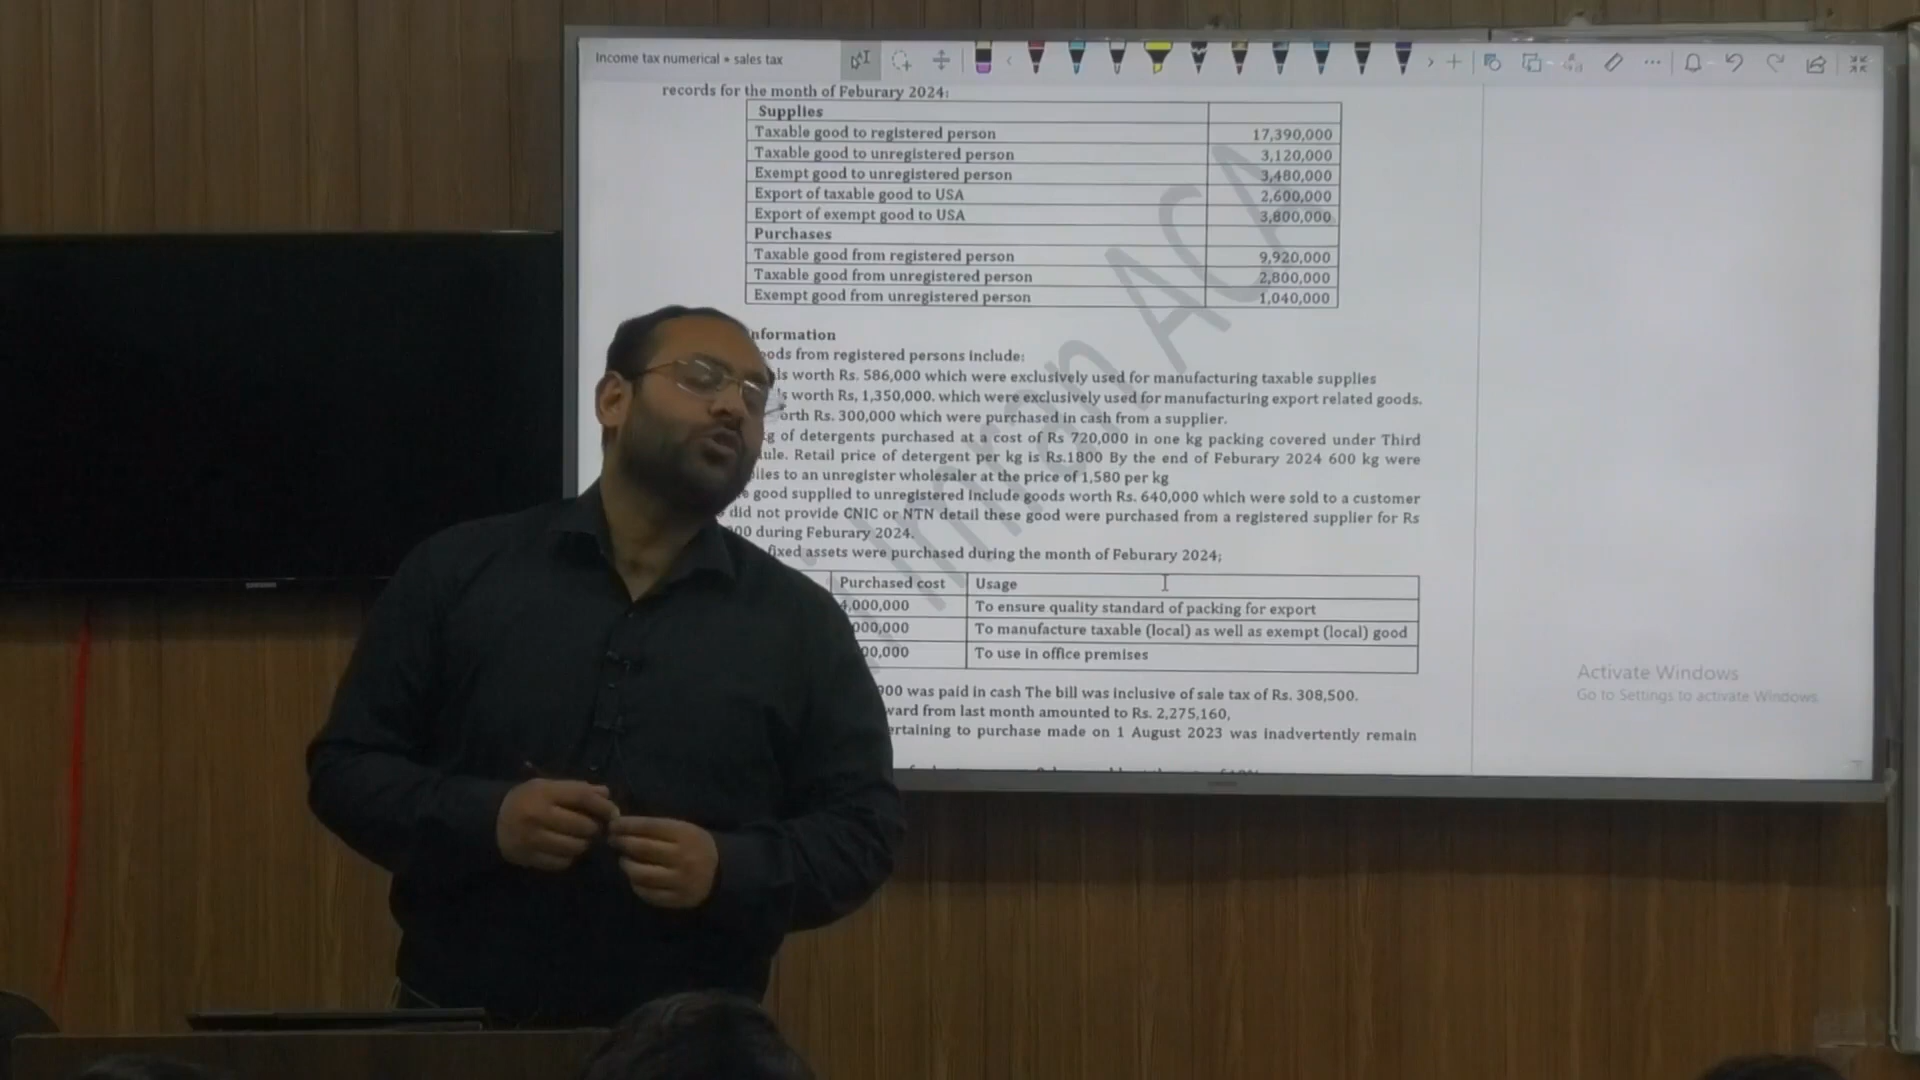 Income tax numerical + sales tax
records for the month of Feburary 2024:
Supplies
Taxable good to registered person 17,390,000
Taxable good to unregistered person 3,120,000
Exempt good to unregistered person 3,480,000
Export of taxable good to USA 2,600,000
Export of exempt good to USA 3,800,000
Purchases
Taxable good from registered person 9,920,000
Taxable good from unregistered person 2,800,000
Exempt good from unregistered person 1,040,000
nformation
ods from registered persons include:
ls worth Rs. 586,000 which were exclusively used for manufacturing taxable supplies
s worth Rs, 1,350,000. which were exclusively used for manufacturing export related goods.
orth Rs. 300,000 which were purchased in cash from a supplier.
kg of detergents purchased at a cost of Rs 720,000 in one kg packing covered under Third
ule. Retail price of detergent per kg is Rs.1800 By the end of Feburary 2024 600 kg were
lies to an unregister wholesaler at the price of 1,580 per kg
e good supplied to unregistered Include goods worth Rs. 640,000 which were sold to a customer
did not provide CNIC or NTN detail these good were purchased from a registered supplier for Rs
00 during Feburary 2024.
fixed assets were purchased during the month of Feburary 2024;
Purchased cost Usage
4,000,000 To ensure quality standard of packing for export
000,000 To manufacture taxable (local) as well as exempt (local) good
00,000 To use in office premises
000 was paid in cash The bill was inclusive of sale tax of Rs. 308,500.
ward from last month amounted to Rs. 2,275,160,
ertaining to purchase made on 1 August 2023 was inadvertently remain
Imran ACA
Activate Windows
Go to Settings to activate Windows.